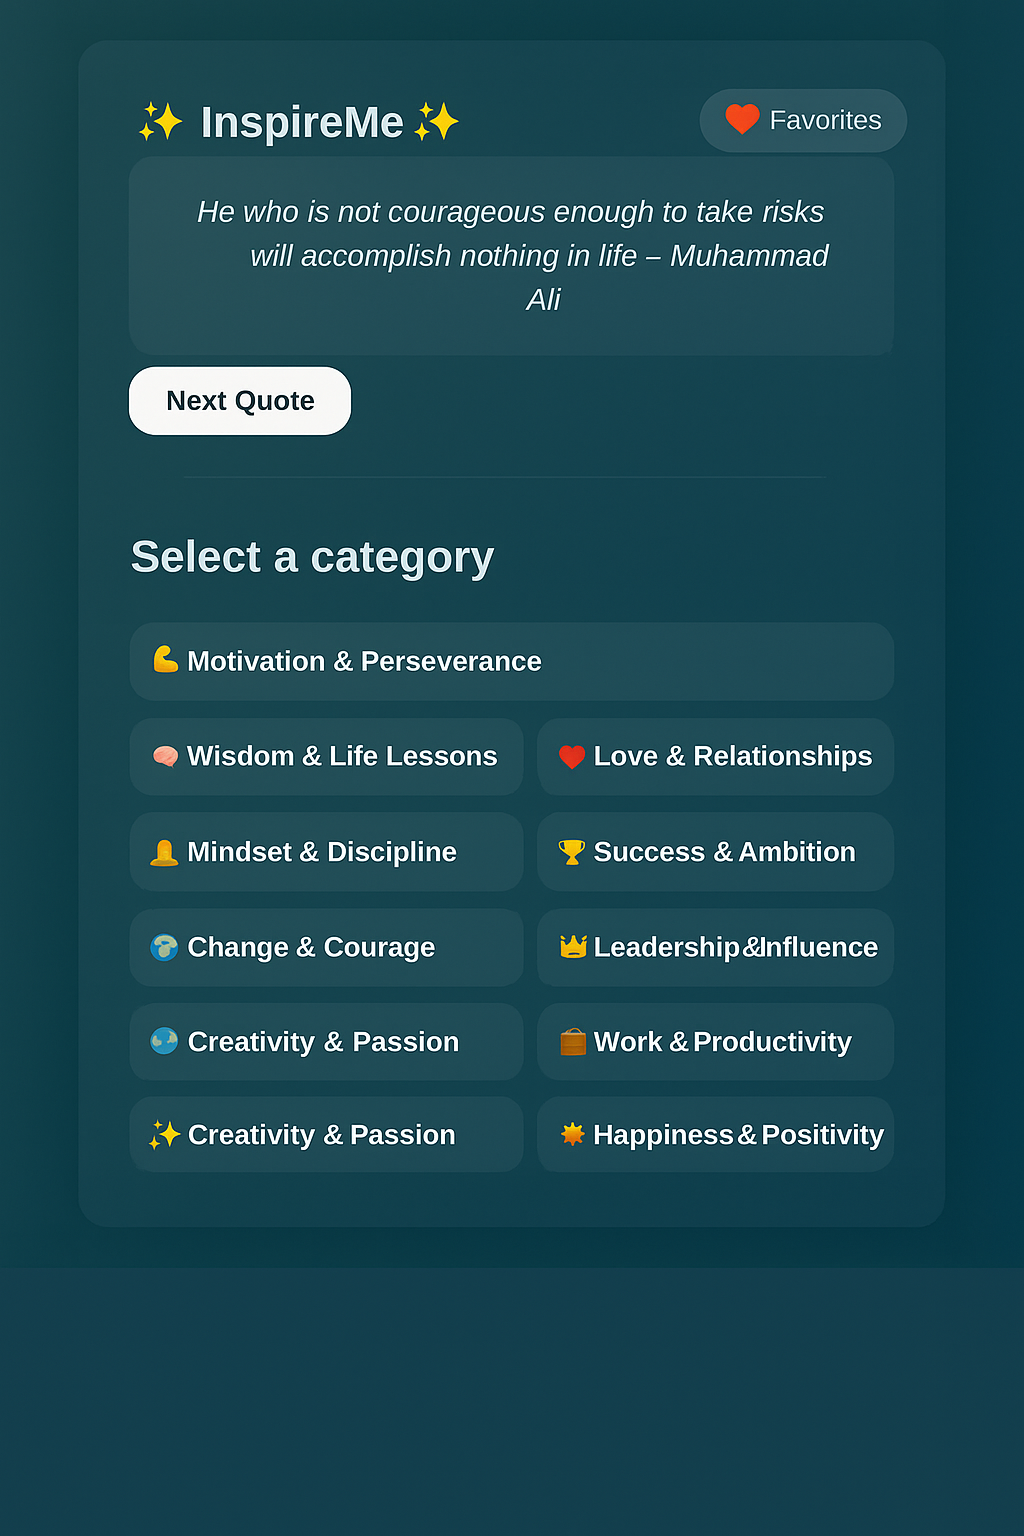 ✨ InspireMe ✨
❤️ Favorites
He who is not courageous enough to take risks
will accomplish nothing in life – Muhammad
Ali
Next Quote
Select a category
💪 Motivation & Perseverance
🧠 Wisdom & Life Lessons
❤️ Love & Relationships
Mindset & Discipline
🏆 Success & Ambition
🌍 Change & Courage
👑 Leadership & Influence
🌏 Creativity & Passion
💼 Work & Productivity
✨ Creativity & Passion
Happiness & Positivity